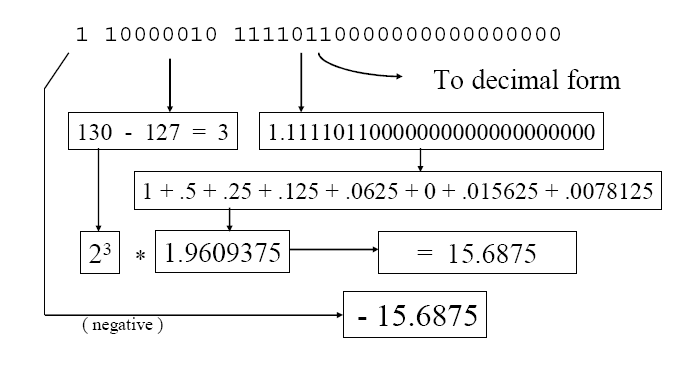 1 10000010 11110110000000000000000
To decimal form
130 - 127 = 3
1.11110110000000000000000000
1 + .5 + .25 + .125 + .0625 + 0 + .015625 + .0078125
2³ * 1.9609375 = 15.6875
- 15.6875
( negative )